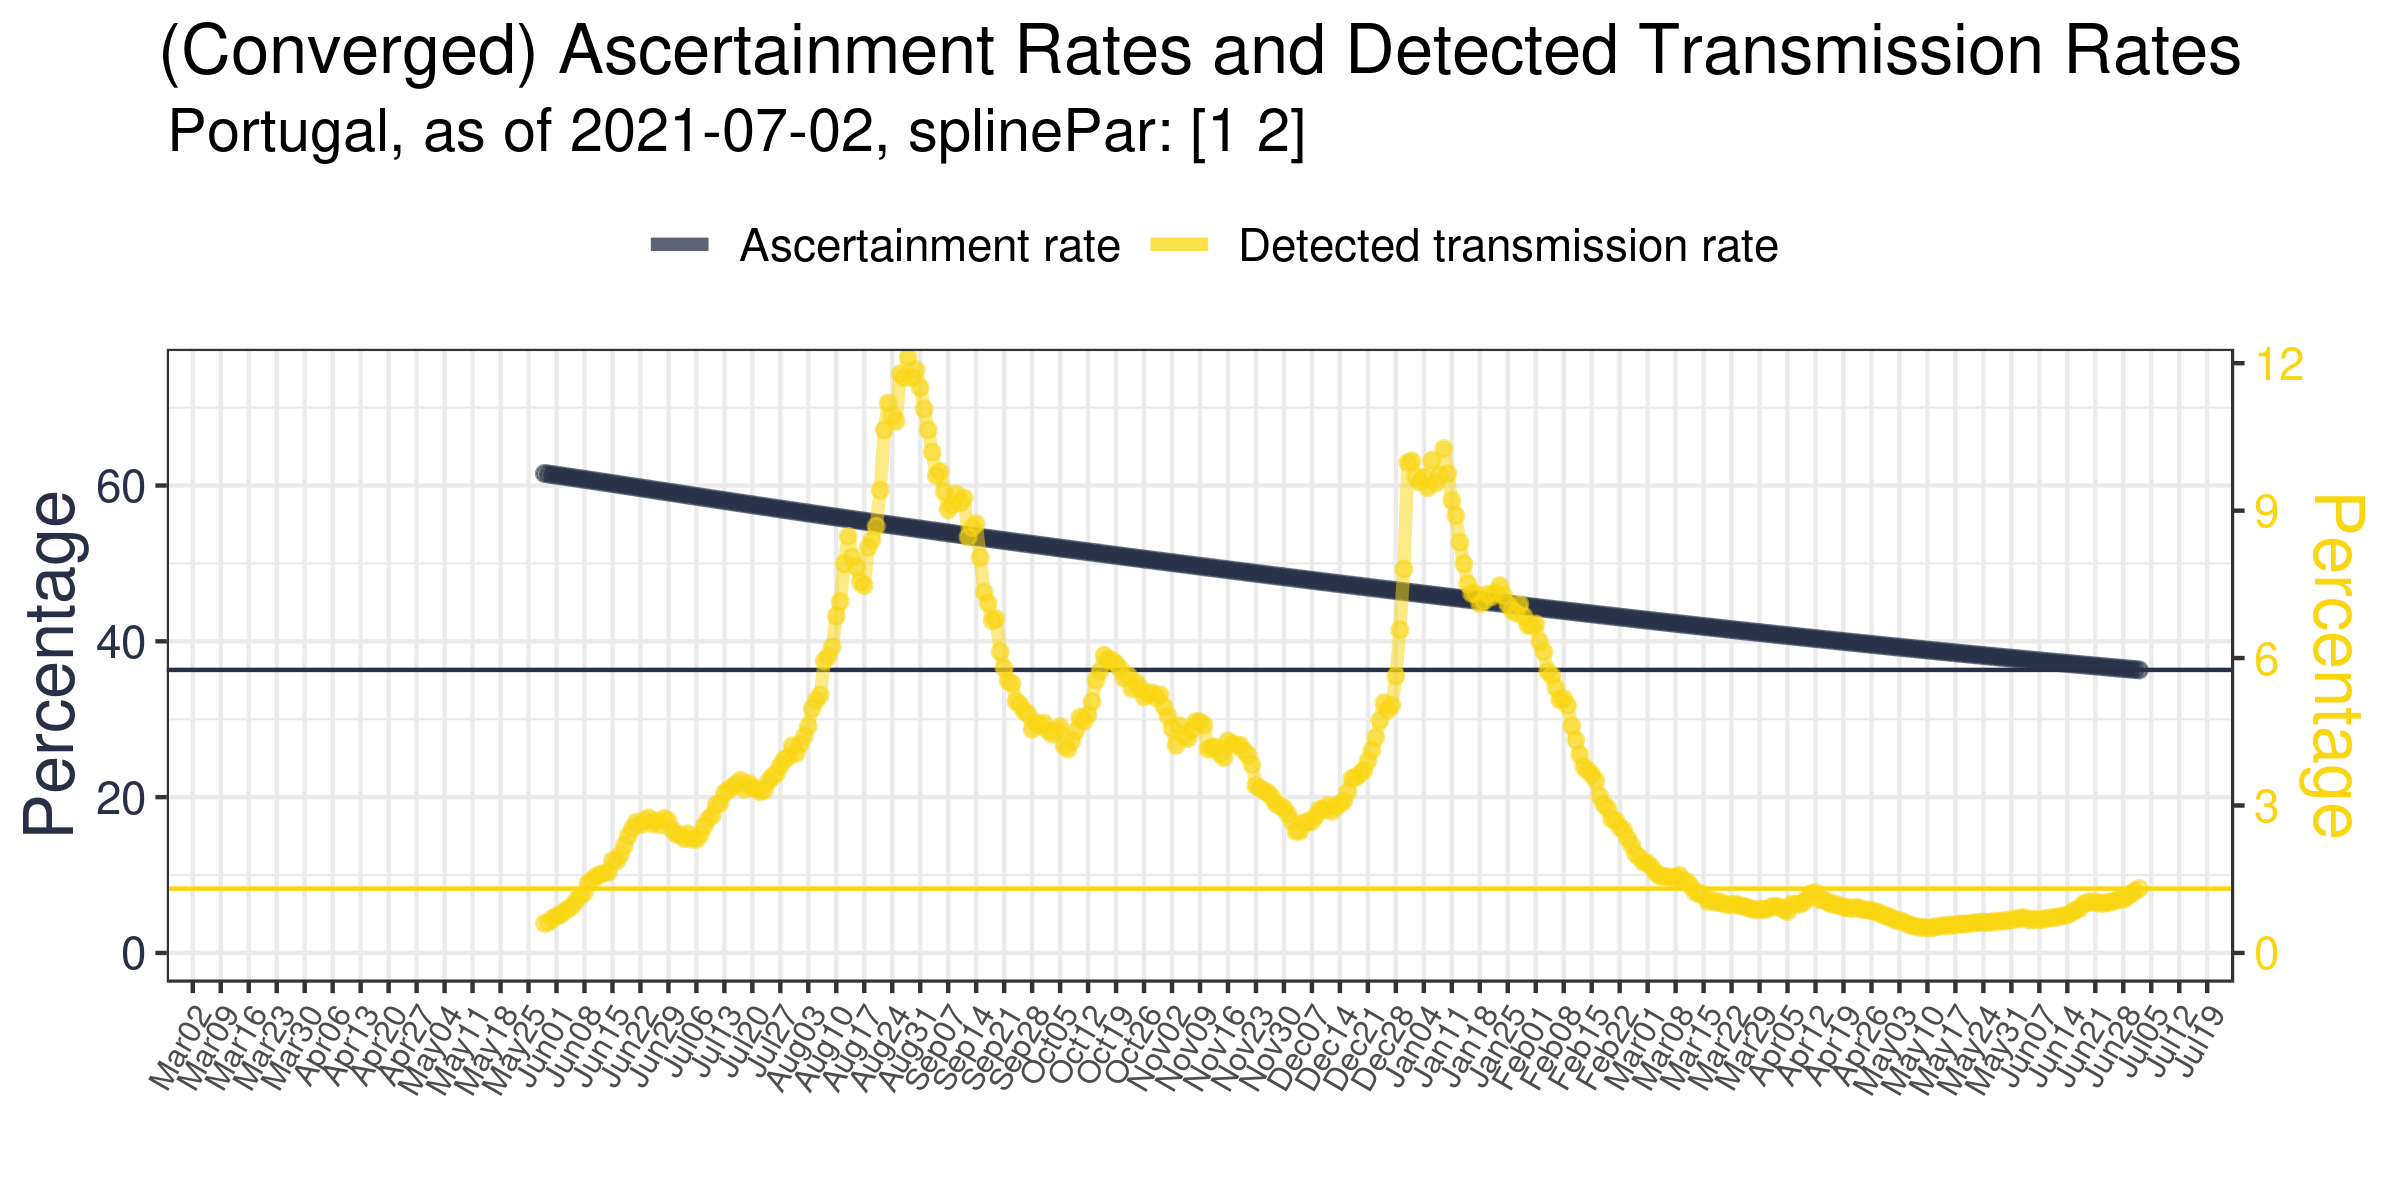 (Converged) Ascertainment Rates and Detected Transmission Rates
Portugal, as of 2021-07-02, splinePar: [1 2]
Ascertainment rate
Detected transmission rate
Percentage
60
40
20
0
12
9
6
3
0
Percentage
Mar02
Mar09
Mar16
Mar23
Mar30
Apr06
Apr13
Apr20
Apr27
May04
May11
May18
May25
Jun01
Jun08
Jun15
Jun22
Jun29
Jul06
Jul13
Jul20
Jul27
Aug03
Aug10
Aug17
Aug24
Aug31
Sep07
Sep14
Sep21
Sep28
Oct05
Oct12
Oct19
Oct26
Nov02
Nov09
Nov16
Nov23
Nov30
Dec07
Dec14
Dec21
Dec28
Jan04
Jan11
Jan18
Jan25
Feb01
Feb08
Feb15
Feb22
Mar01
Mar08
Mar15
Mar22
Mar29
Apr05
Apr12
Apr19
Apr26
May03
May10
May17
May24
May31
Jun07
Jun14
Jun21
Jun28
Jul05
Jul12
Jul19